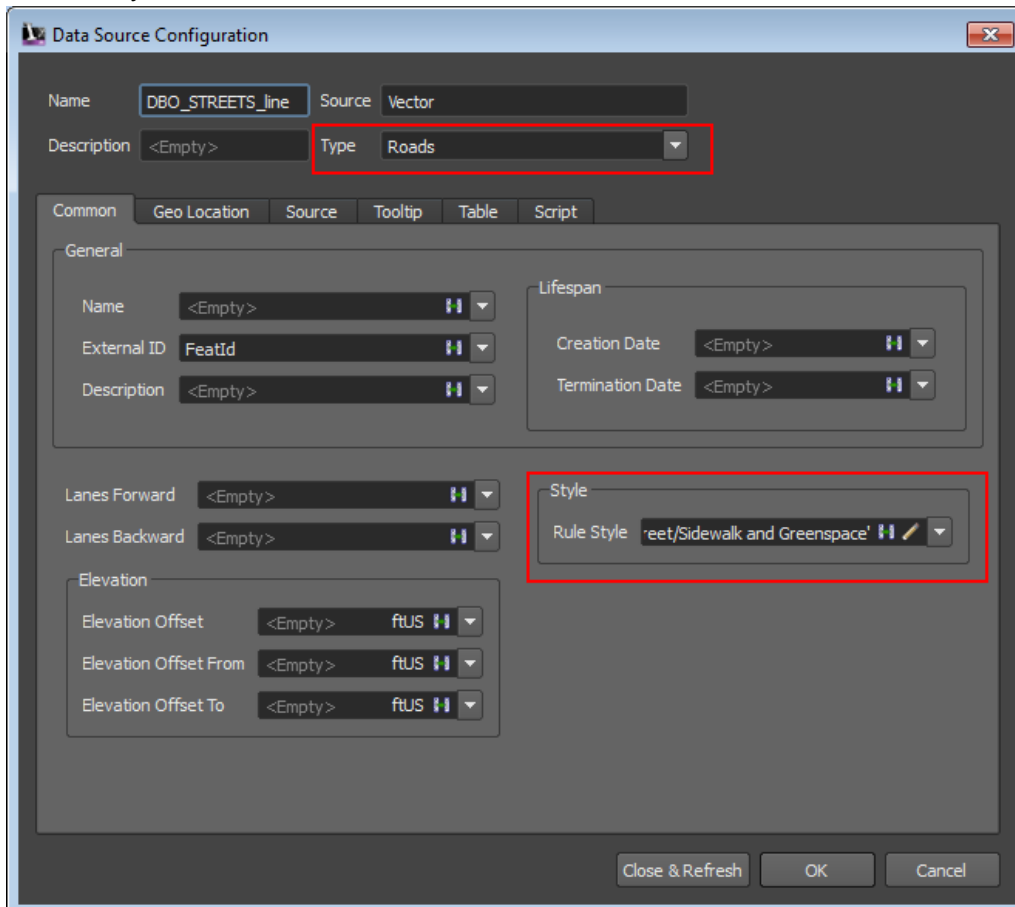 Data Source Configuration
Name DBO_STREETS_line Source Vector
Description <Empty> Type Roads
Common Geo Location Source Tooltip Table Script
General
Name <Empty>
External ID FeatId
Description <Empty>
Lifespan
Creation Date <Empty>
Termination Date <Empty>
Lanes Forward <Empty>
Lanes Backward <Empty>
Style
Rule Style reet/Sidewalk and Greenspace'
Elevation
Elevation Offset <Empty> ftUS
Elevation Offset From <Empty> ftUS
Elevation Offset To <Empty> ftUS
Close & Refresh OK Cancel